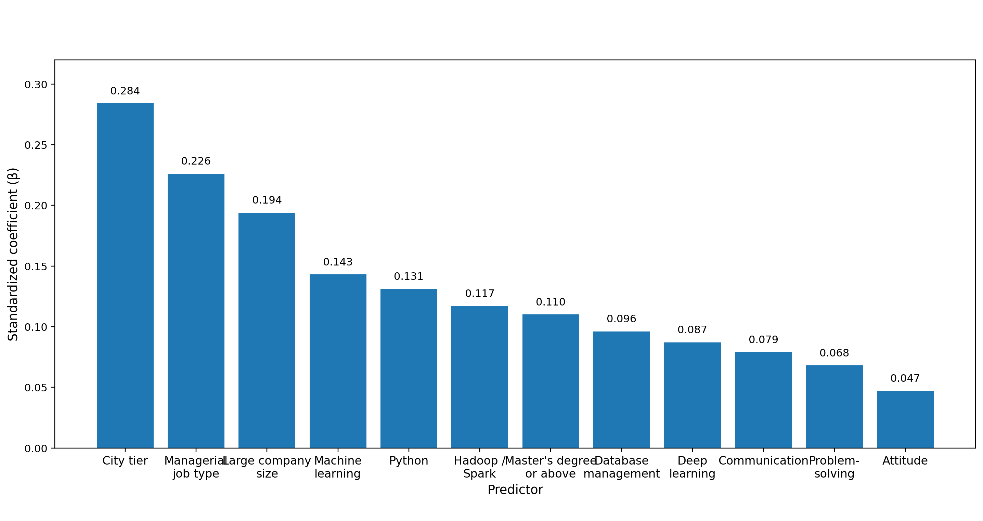 Standardized coefficient (β)
0.30
0.25
0.20
0.15
0.10
0.05
0.00
0.284
0.226
0.194
0.143
0.131
0.117
0.110
0.096
0.087
0.079
0.068
0.047
City tier
Managerial
job type
Large company
size
Machine
learning
Python
Hadoop /
Spark
Master's degree
or above
Database
management
Deep
learning
Communication
Problem-
solving
Attitude
Predictor